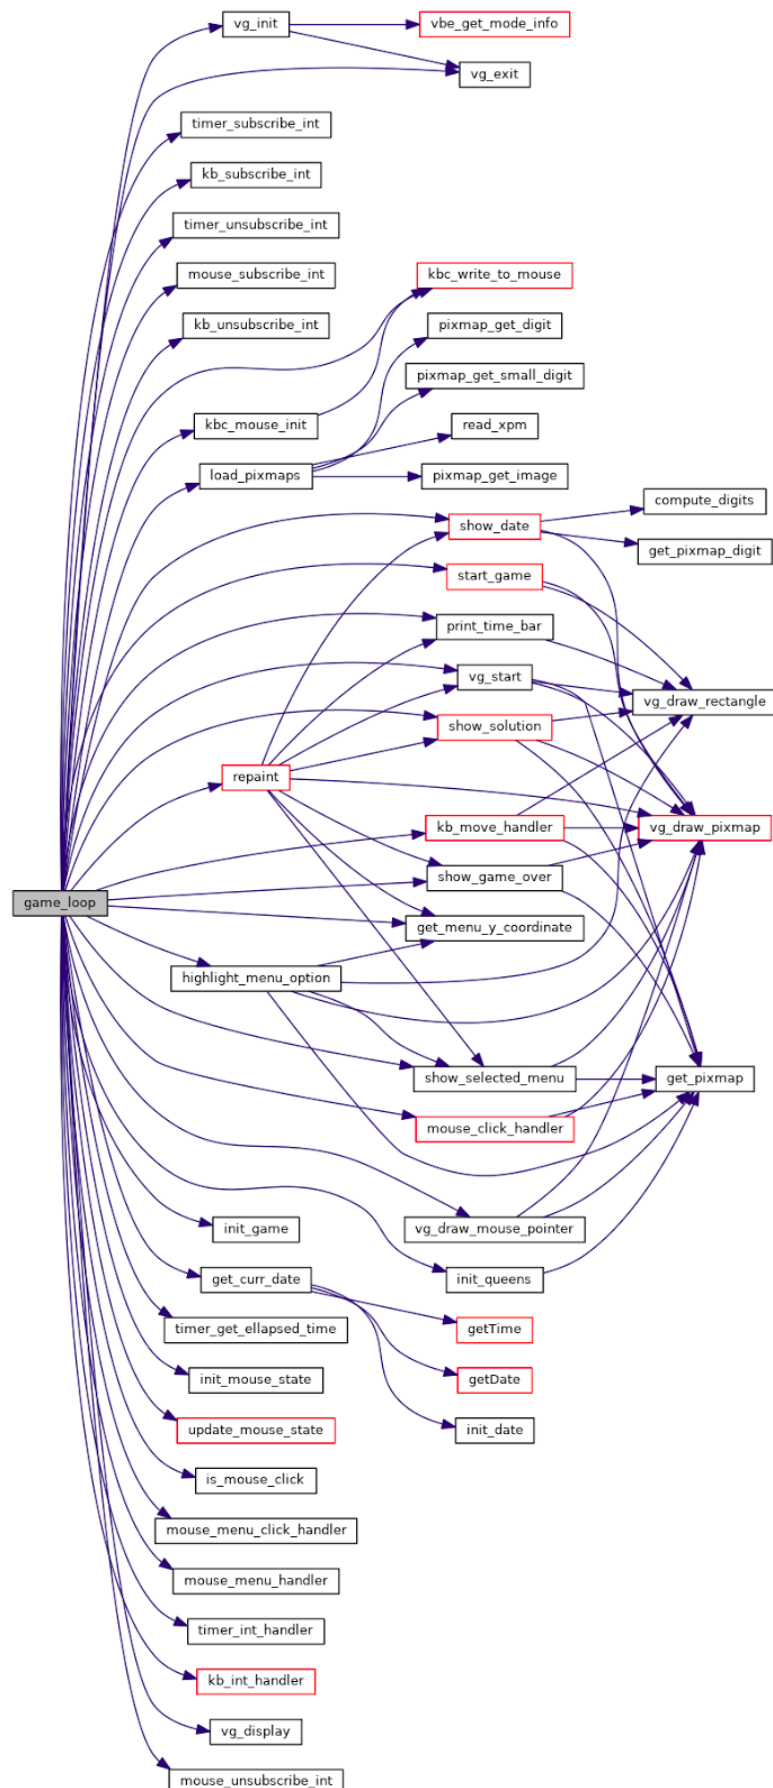 vg_init
vbe_get_mode_info
vg_exit
timer_subscribe_int
kb_subscribe_int
timer_unsubscribe_int
mouse_subscribe_int
kbc_write_to_mouse
kb_unsubscribe_int
pixmap_get_digit
pixmap_get_small_digit
kbc_mouse_init
read_xpm
load_pixmaps
pixmap_get_image
compute_digits
show_date
get_pixmap_digit
start_game
print_time_bar
vg_start
vg_draw_rectangle
show_solution
repaint
kb_move_handler
vg_draw_pixmap
show_game_over
game_loop
get_menu_y_coordinate
highlight_menu_option
show_selected_menu
get_pixmap
mouse_click_handler
init_game
vg_draw_mouse_pointer
get_curr_date
init_queens
timer_get_ellapsed_time
getTime
init_mouse_state
getDate
update_mouse_state
init_date
is_mouse_click
mouse_menu_click_handler
mouse_menu_handler
timer_int_handler
kb_int_handler
vg_display
mouse_unsubscribe_int